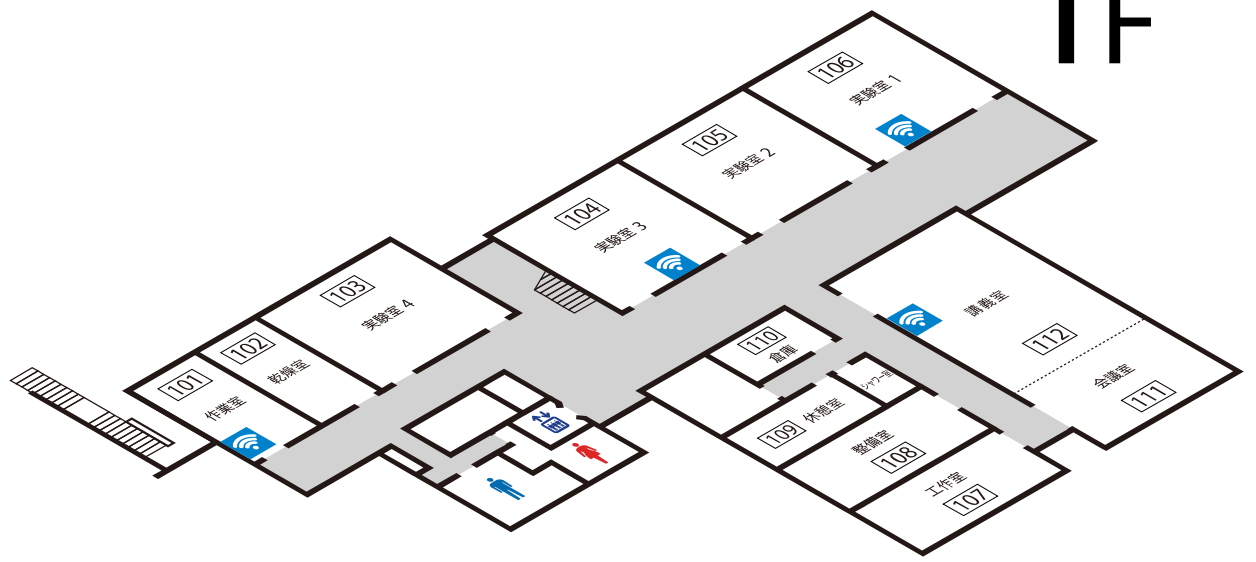 106
実験室 1
105
実験室 2
104
実験室 3
103
実験室 4
102
乾燥室
101
作業室
講義室
112
会議室
111
110
倉庫
シャワー室
109
休憩室
整備室
108
工作室
107